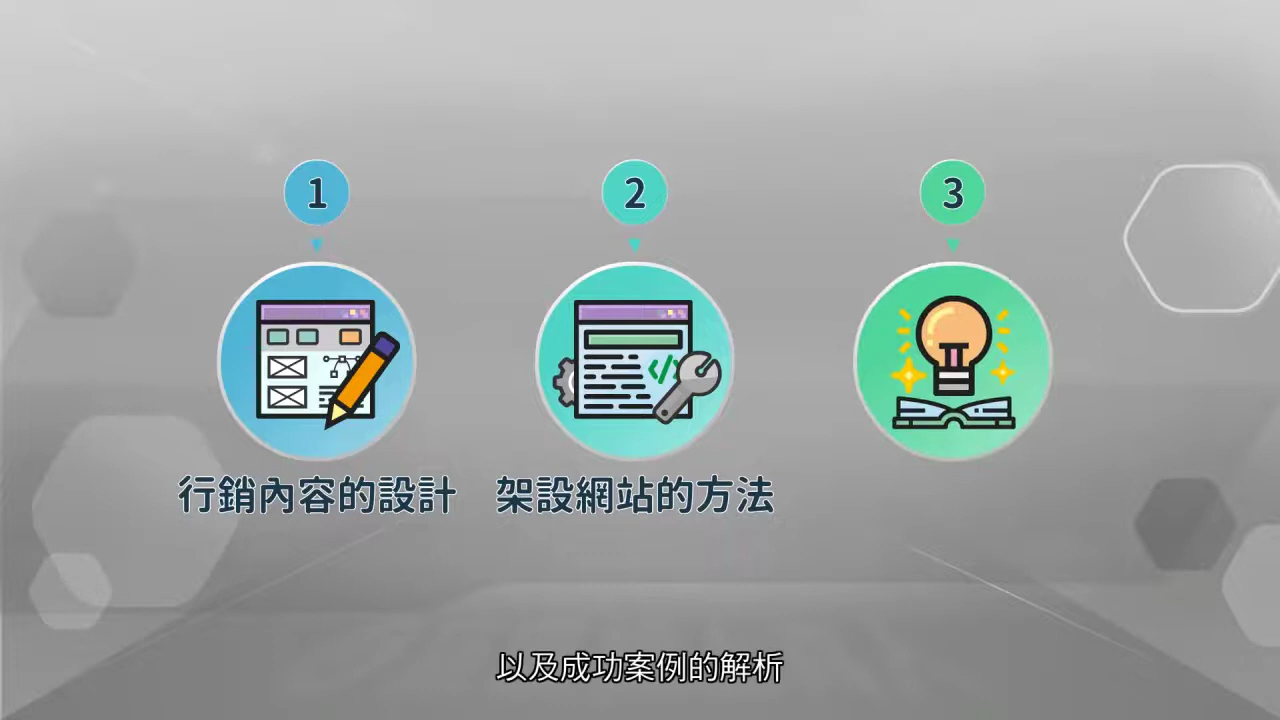 1
2
3
行銷內容的設計
架設網站的方法
以及成功案例的解析